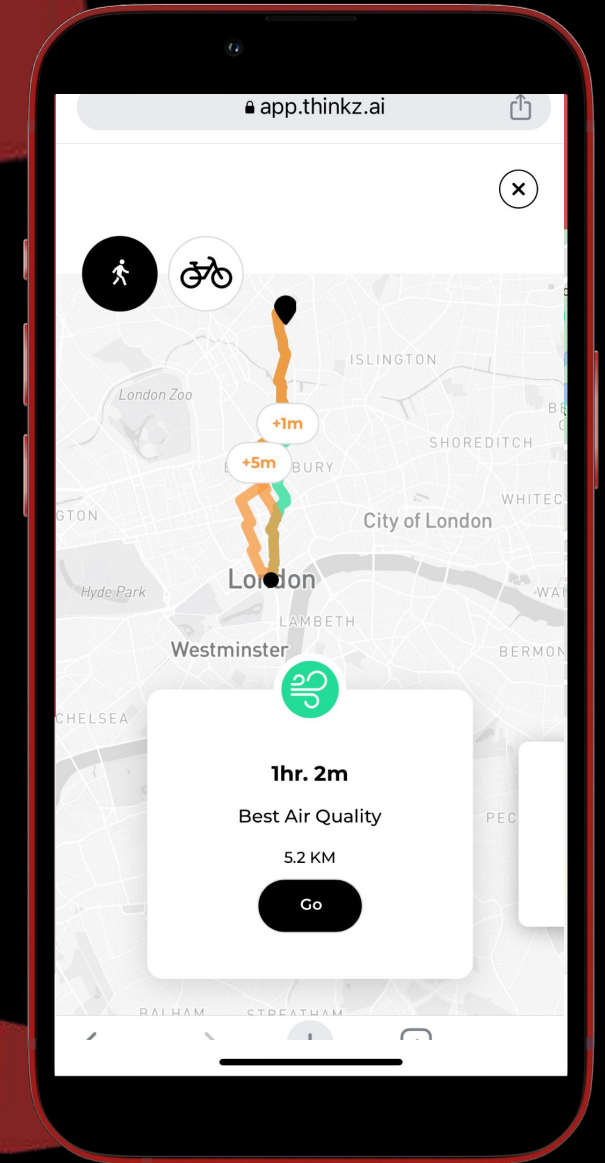 app.thinkz.ai
ISLINGTON
London Zoo
+1m
SHOREDITCH
+5m
BURY
WHITEC
GTON
City of London
Hyde Park
London
WA
LAMBETH
Westminster
BERMON
CHELSEA
1hr. 2m
Best Air Quality
PEC
5.2 KM
Go
BALHAM STREATHAM